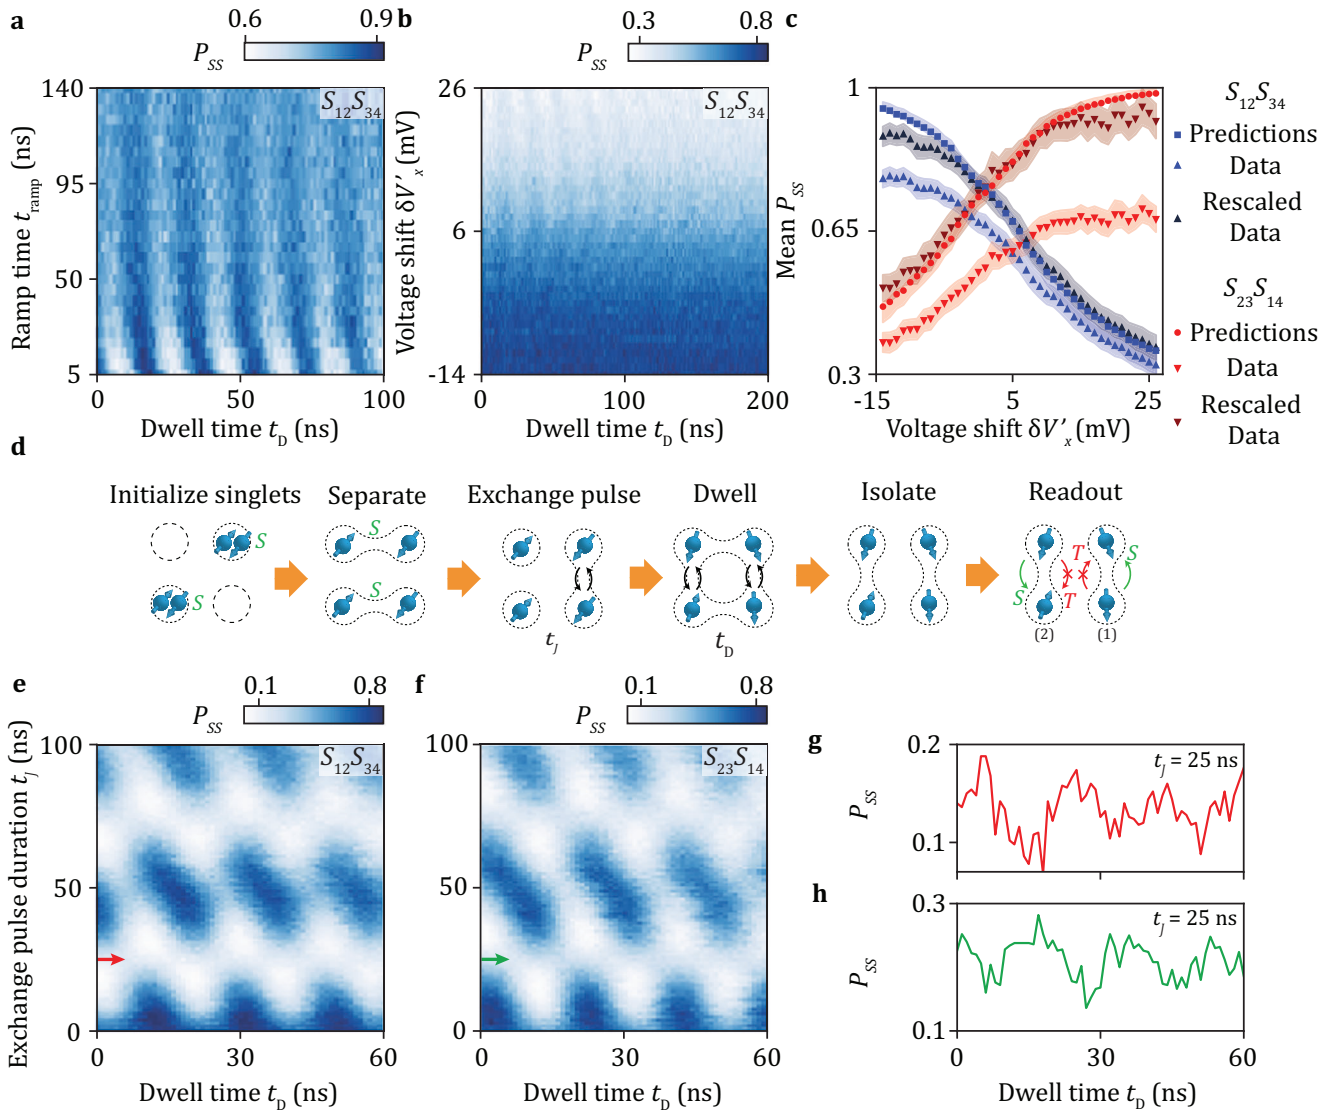 a
0.6
0.9
P_SS
S₁₂S₃₄
140
95
50
5
Ramp time t_ramp (ns)
0
50
100
Dwell time t_D (ns)
b
0.3
0.8
P_SS
S₁₂S₃₄
26
6
-14
Voltage shift δV'_x (mV)
0
100
200
Dwell time t_D (ns)
c
1
0.65
0.3
Mean P_SS
-15
5
25
Voltage shift δV'_x (mV)
S₁₂S₃₄
Predictions
Data
Rescaled
Data
S₂₃S₁₄
Predictions
Data
Rescaled
Data
d
Initialize singlets
Separate
Exchange pulse
Dwell
Isolate
Readout
S
S
S
S
t_J
t_D
T
S
S
T
(2)
(1)
e
0.1
0.8
P_SS
S₁₂S₃₄
100
50
0
Exchange pulse duration t_J (ns)
0
30
60
Dwell time t_D (ns)
f
0.1
0.8
P_SS
S₂₃S₁₄
100
50
0
0
30
60
Dwell time t_D (ns)
g
0.2
0.1
P_SS
t_J = 25 ns
h
0.3
0.1
P_SS
t_J = 25 ns
0
30
60
Dwell time t_D (ns)